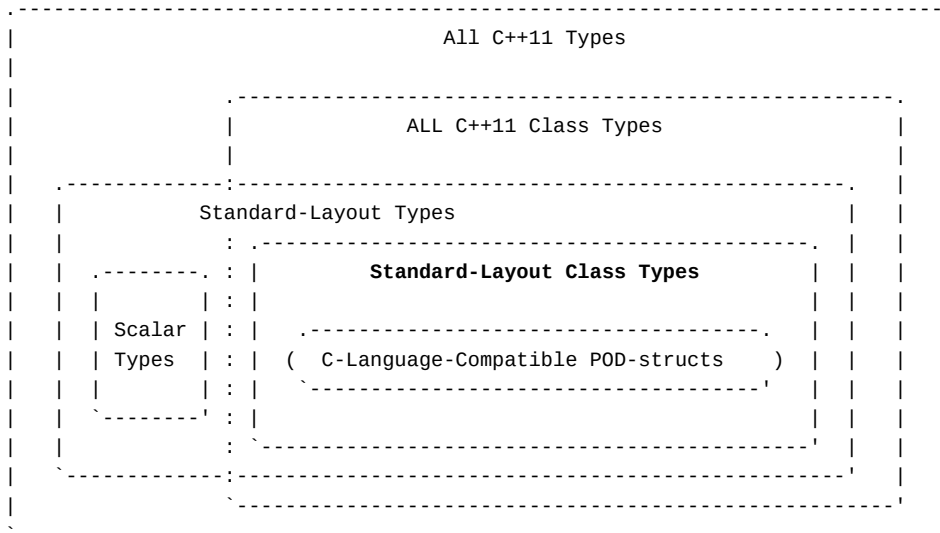 All C++11 Types
ALL C++11 Class Types
Standard-Layout Types
Standard-Layout Class Types
Scalar
Types
( C-Language-Compatible POD-structs )